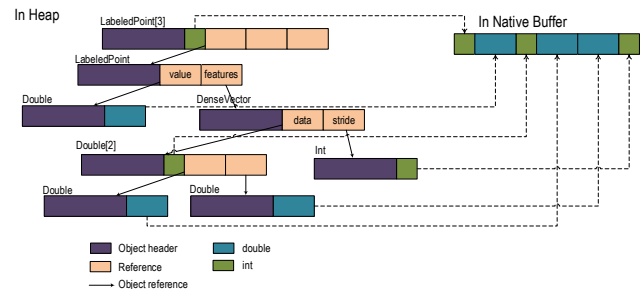 In Heap
LabeledPoint[3]
In Native Buffer
LabeledPoint
value features
Double
DenseVector
data stride
Double[2]
Int
Double Double
Object header double
Reference int
Object reference